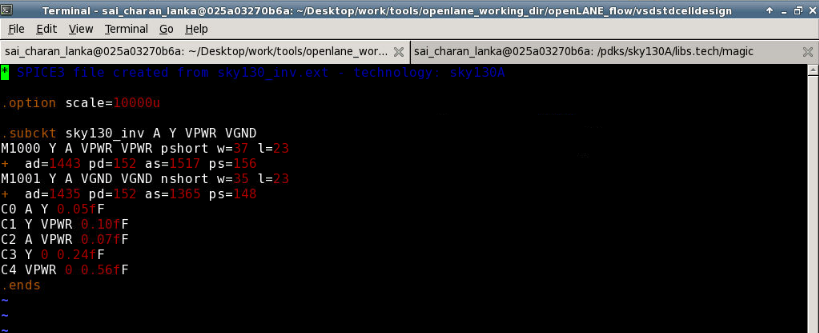 Terminal - sai_charan_lanka@025a03270b6a: ~/Desktop/work/tools/openlane_working_dir/openLANE_flow/vsdstdcelldesign
File Edit View Terminal Go Help
sai_charan_lanka@025a03270b6a: ~/Desktop/work/tools/openlane_wor... sai_charan_lanka@025a03270b6a: /pdks/sky130A/libs.tech/magic
* SPICE3 file created from sky130_inv.ext - technology: sky130A
.option scale=10000u
.subckt sky130_inv A Y VPWR VGND
M1000 Y A VPWR VPWR pshort w=37 l=23
+  ad=1443 pd=152 as=1517 ps=156
M1001 Y A VGND VGND nshort w=35 l=23
+  ad=1435 pd=152 as=1365 ps=148
C0 A Y 0.05fF
C1 Y VPWR 0.10fF
C2 A VPWR 0.07fF
C3 Y 0 0.24fF
C4 VPWR 0 0.56fF
.ends
~
~
~